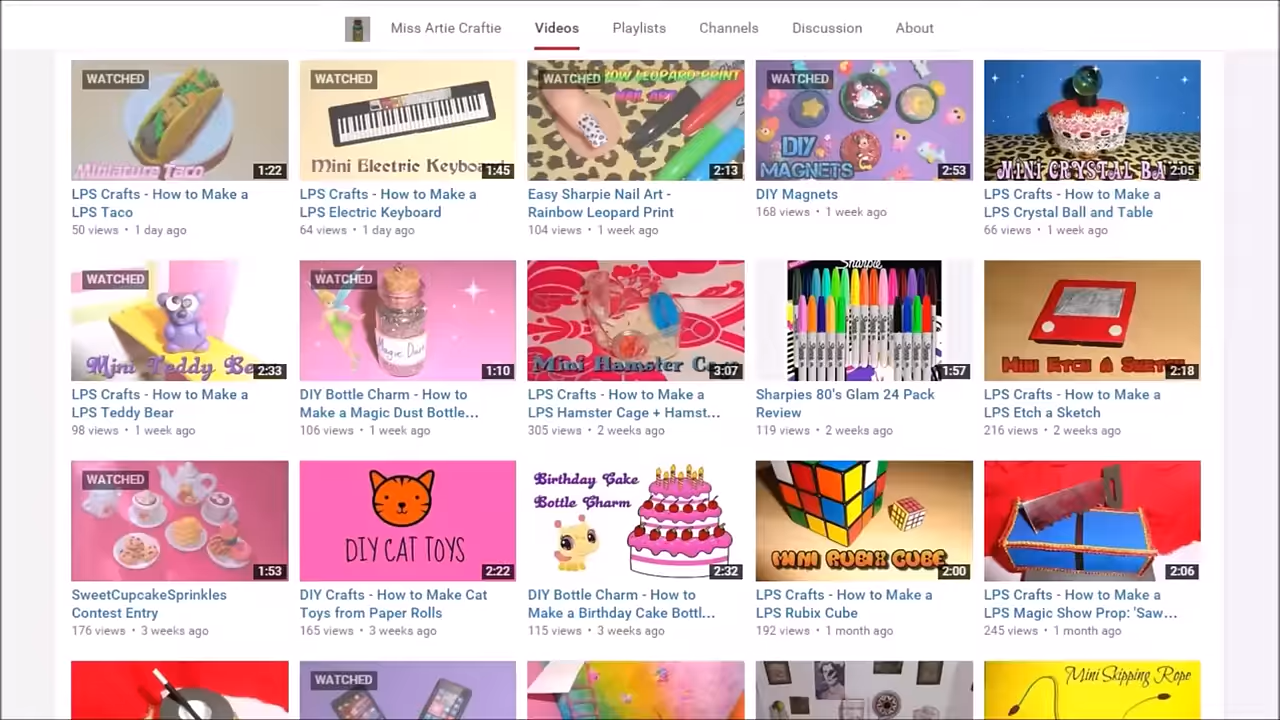 Miss Artie Craftie
Videos
Playlists
Channels
Discussion
About
WATCHED
Miniature Taco
1:22
LPS Crafts - How to Make a
LPS Taco
50 views • 1 day ago
WATCHED
Mini Electric Keyboa
1:45
LPS Crafts - How to Make a
LPS Electric Keyboard
64 views • 1 day ago
WATCHED
OW LEOPARD PRINT
NAIL ART
2:13
Easy Sharpie Nail Art -
Rainbow Leopard Print
104 views • 1 week ago
WATCHED
DIY
MAGNETS
2:53
DIY Magnets
168 views • 1 week ago
MINI CRYSTAL BA
2:05
LPS Crafts - How to Make a
LPS Crystal Ball and Table
66 views • 1 week ago
WATCHED
Mini Teddy Be
2:33
LPS Crafts - How to Make a
LPS Teddy Bear
98 views • 1 week ago
WATCHED
Magic Dust
1:10
DIY Bottle Charm - How to
Make a Magic Dust Bottle...
106 views • 1 week ago
Mini Hamster Cage
3:07
LPS Crafts - How to Make a
LPS Hamster Cage + Hamst...
305 views • 2 weeks ago
Sharpie
1:57
Sharpies 80's Glam 24 Pack
Review
119 views • 2 weeks ago
Mini Etch A Sketch
2:18
LPS Crafts - How to Make a
LPS Etch a Sketch
216 views • 2 weeks ago
WATCHED
1:53
SweetCupcakeSprinkles
Contest Entry
176 views • 3 weeks ago
DIY CAT TOYS
2:22
DIY Crafts - How to Make Cat
Toys from Paper Rolls
165 views • 3 weeks ago
Birthday Cake
Bottle Charm
2:32
DIY Bottle Charm - How to
Make a Birthday Cake Bottl...
115 views • 3 weeks ago
MINI RUBIX CUBE
2:00
LPS Crafts - How to Make a
LPS Rubix Cube
192 views • 1 month ago
2:06
LPS Crafts - How to Make a
LPS Magic Show Prop: 'Saw...
245 views • 1 month ago
WATCHED
Mini Skipping Rope